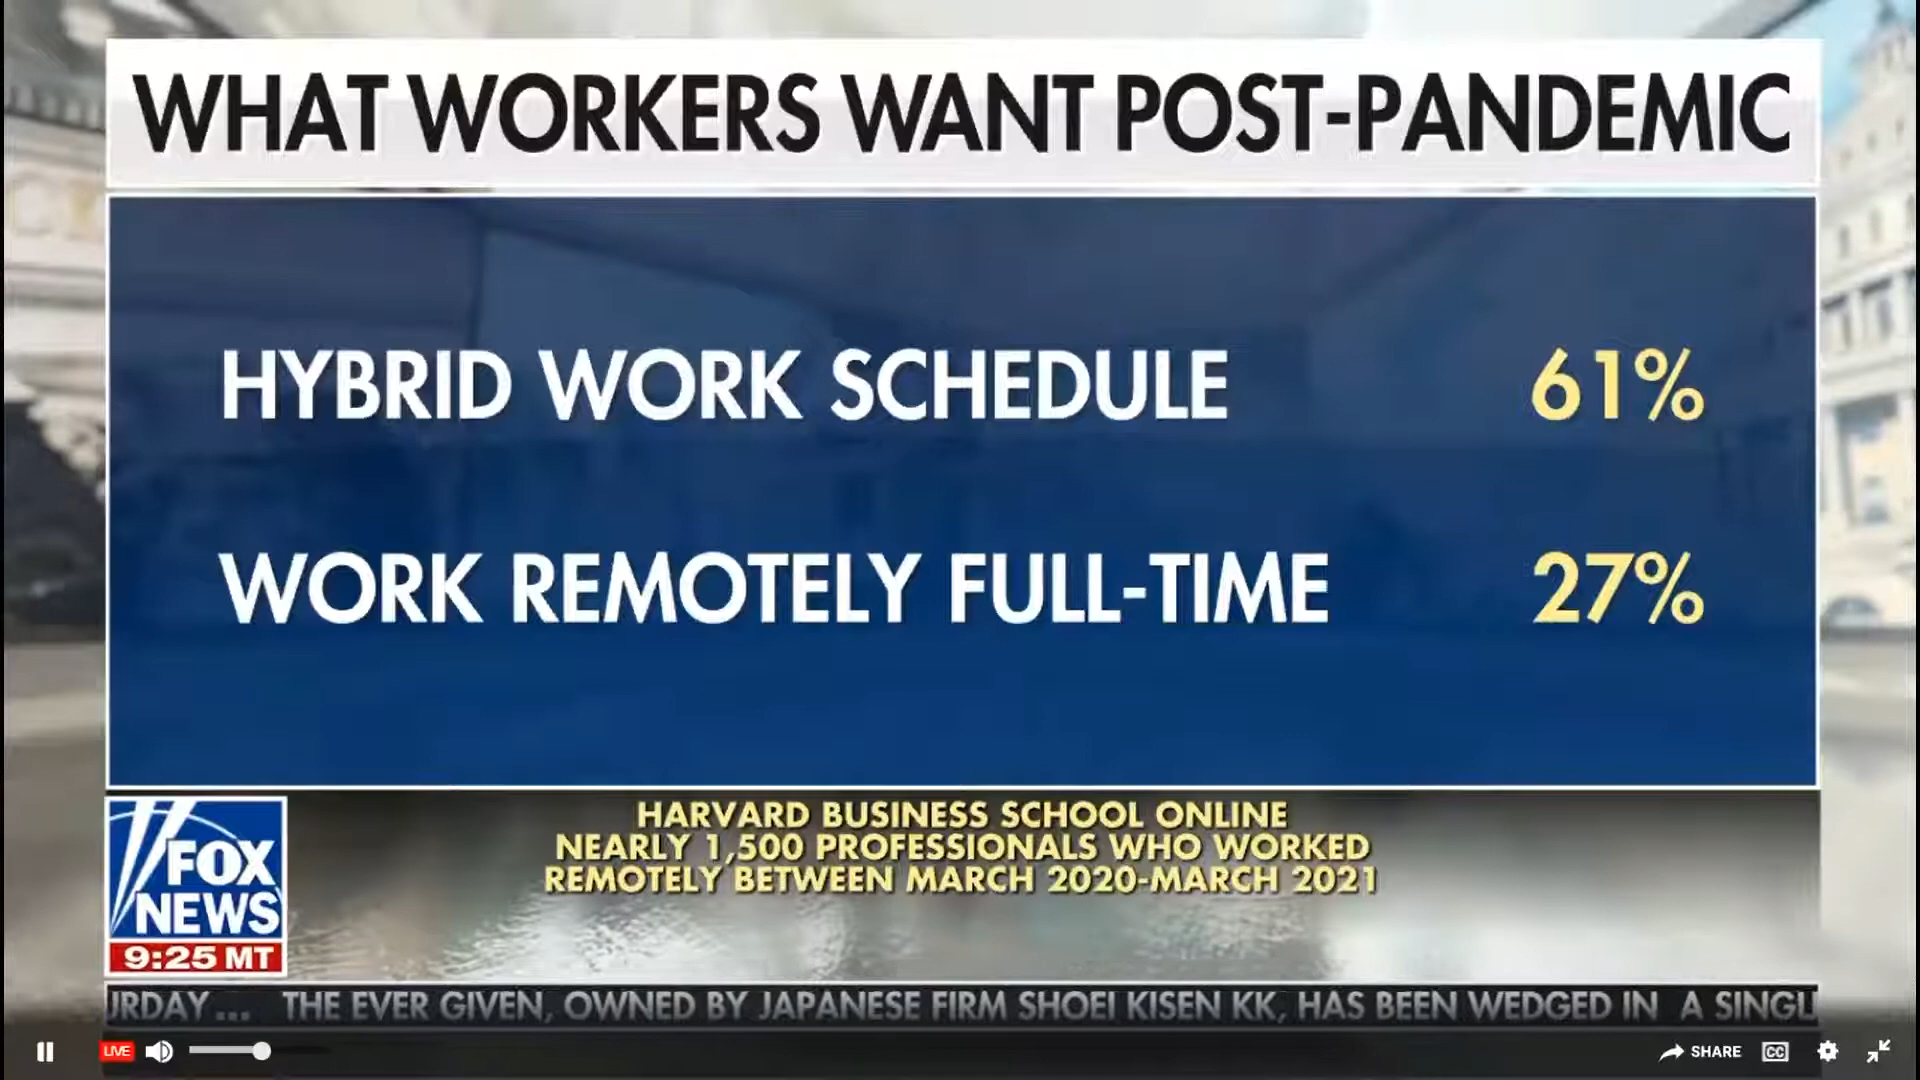 WHAT WORKERS WANT POST-PANDEMIC
HYBRID WORK SCHEDULE 61%
WORK REMOTELY FULL-TIME 27%
HARVARD BUSINESS SCHOOL ONLINE
NEARLY 1,500 PROFESSIONALS WHO WORKED
REMOTELY BETWEEN MARCH 2020-MARCH 2021
FOX
NEWS
9:25 MT
URDAY... THE EVER GIVEN, OWNED BY JAPANESE FIRM SHOEI KISEN KK, HAS BEEN WEDGED IN A SINGL
LIVE
SHARE
CC